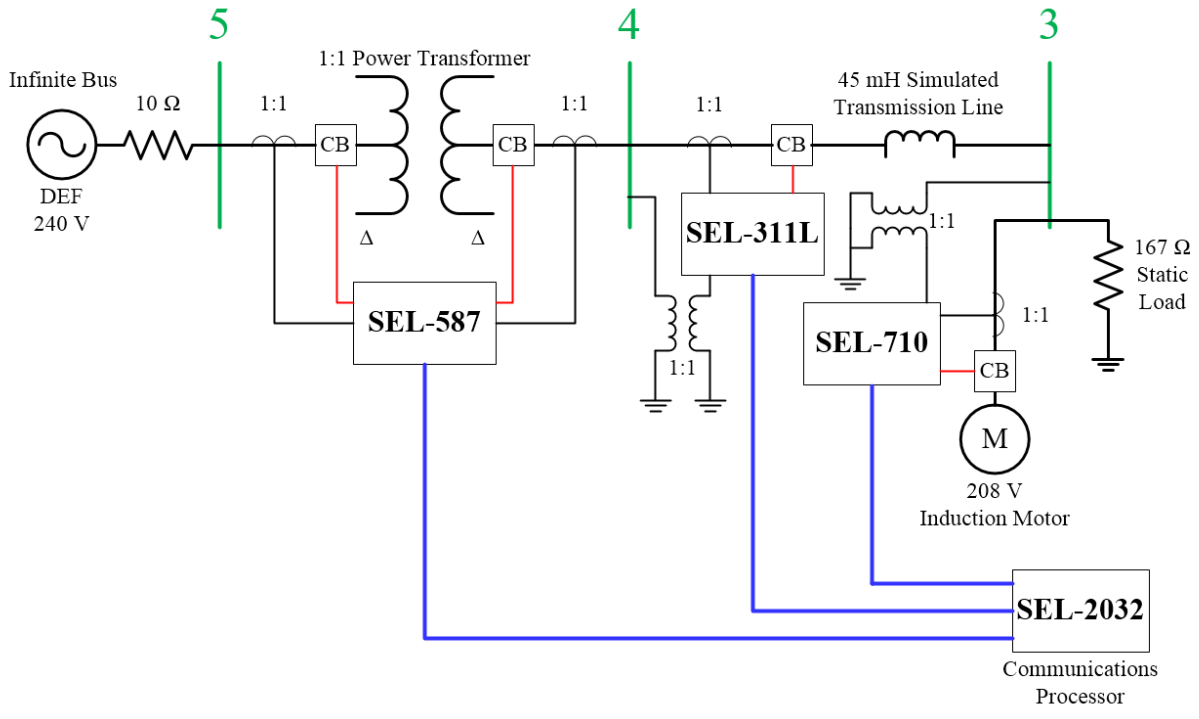 5
4
3
Infinite Bus
10 Ω
1:1
1:1 Power Transformer
1:1
1:1
45 mH Simulated
Transmission Line
CB
CB
CB
DEF
240 V
Δ
Δ
SEL-311L
1:1
167 Ω
Static
Load
SEL-587
SEL-710
1:1
1:1
CB
M
208 V
Induction Motor
SEL-2032
Communications
Processor